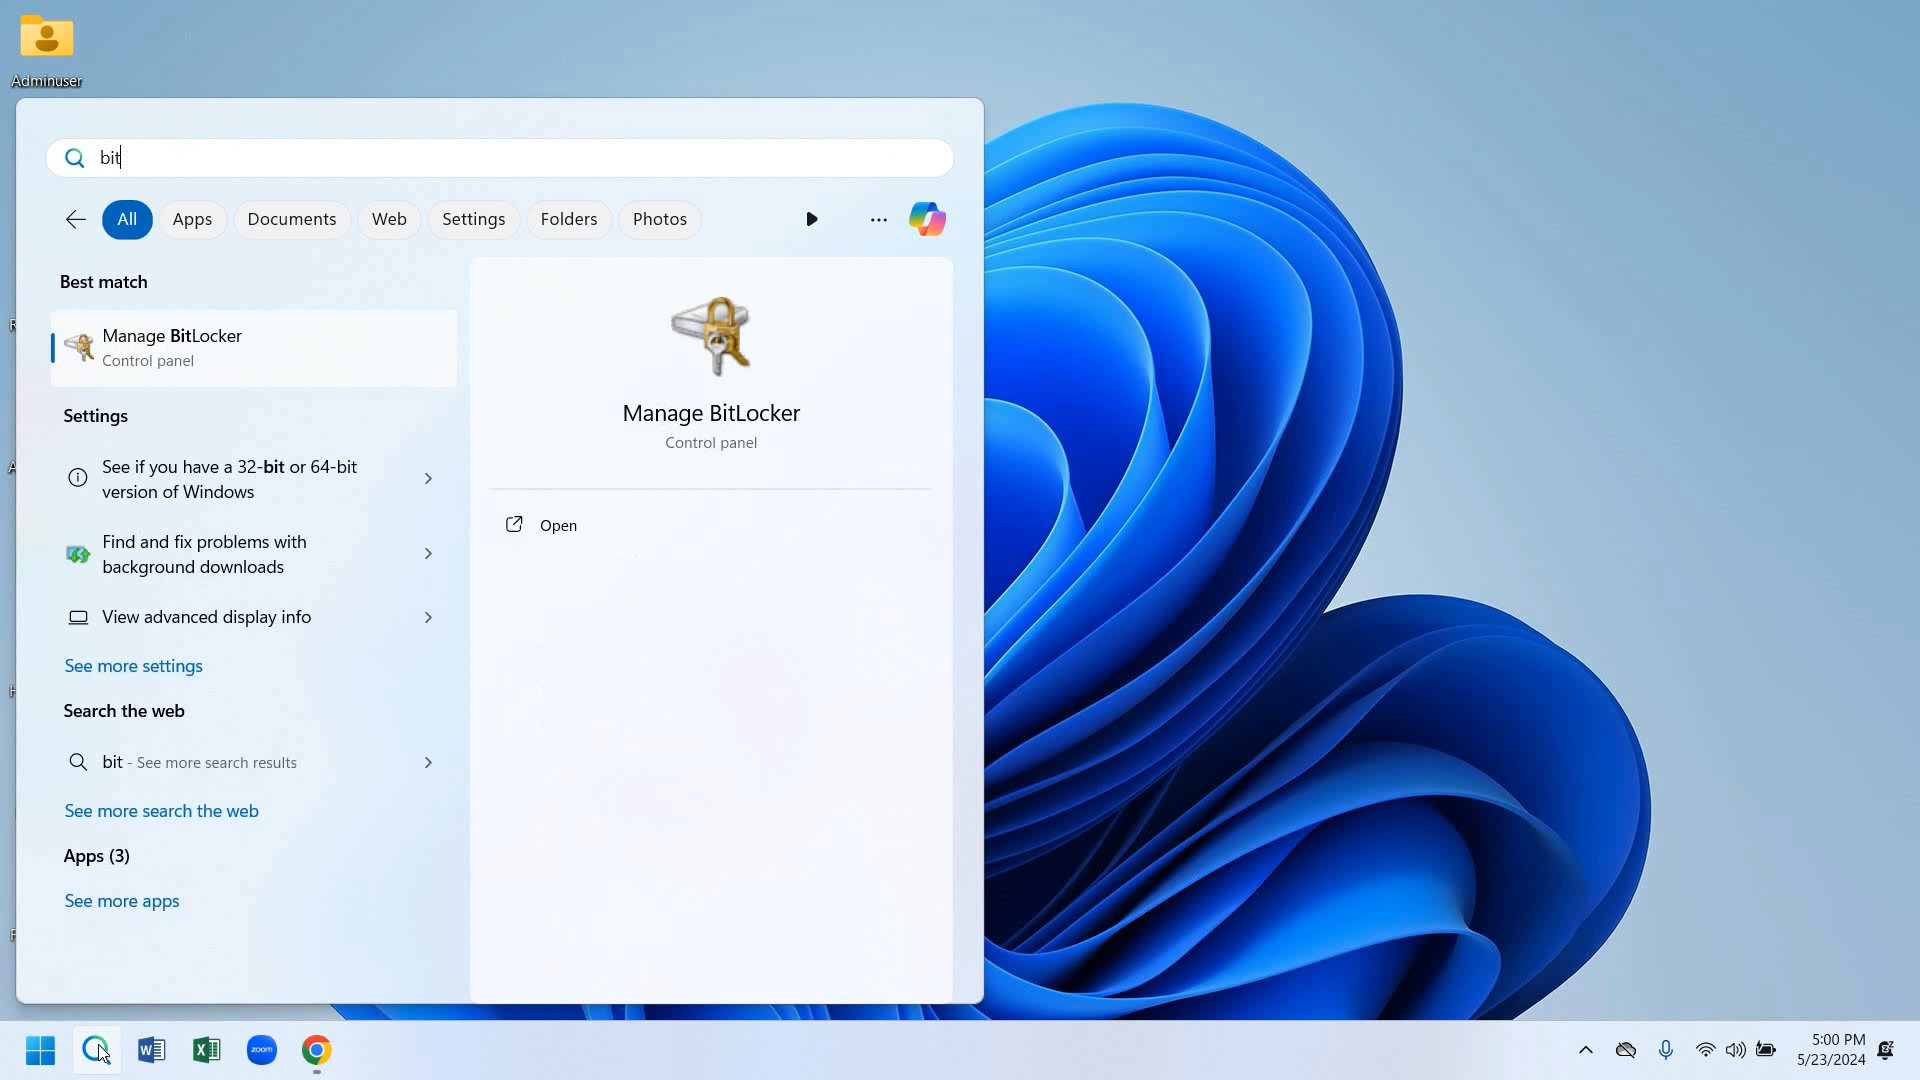 Adminuser
bit
All
Apps
Documents
Web
Settings
Folders
Photos
Best match
Manage BitLocker
Control panel
Settings
See if you have a 32-bit or 64-bit
version of Windows
Find and fix problems with
background downloads
View advanced display info
See more settings
Search the web
bit - See more search results
See more search the web
Apps (3)
See more apps
Manage BitLocker
Control panel
Open
zoom
5:00 PM
5/23/2024